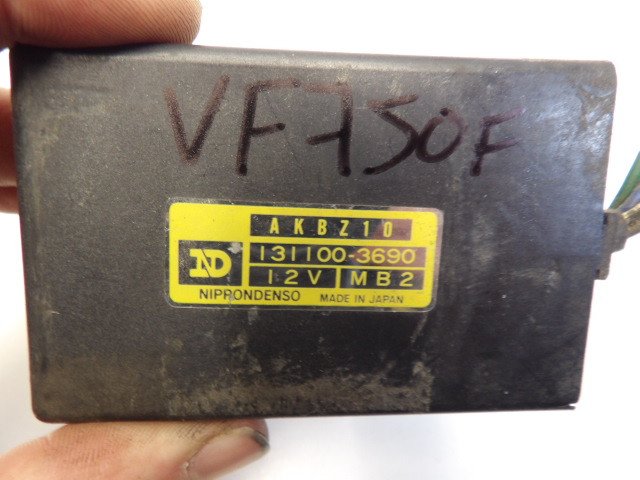 VF750F
AKBZ10
ND 131100-3690
12V MB2
NIPPONDENSO MADE IN JAPAN